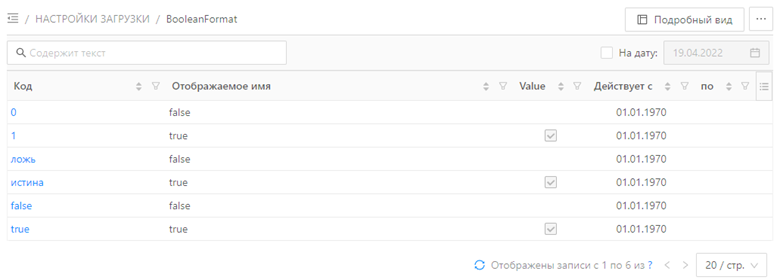 / НАСТРОЙКИ ЗАГРУЗКИ / BooleanFormat
Подробный вид ...
Содержит текст На дату: 19.04.2022
Код Отображаемое имя Value Действует с по
0 false 01.01.1970
1 true 01.01.1970
ложь false 01.01.1970
истина true 01.01.1970
false false 01.01.1970
true true 01.01.1970
Отображены записи с 1 по 6 из ? < > 20 / стр.